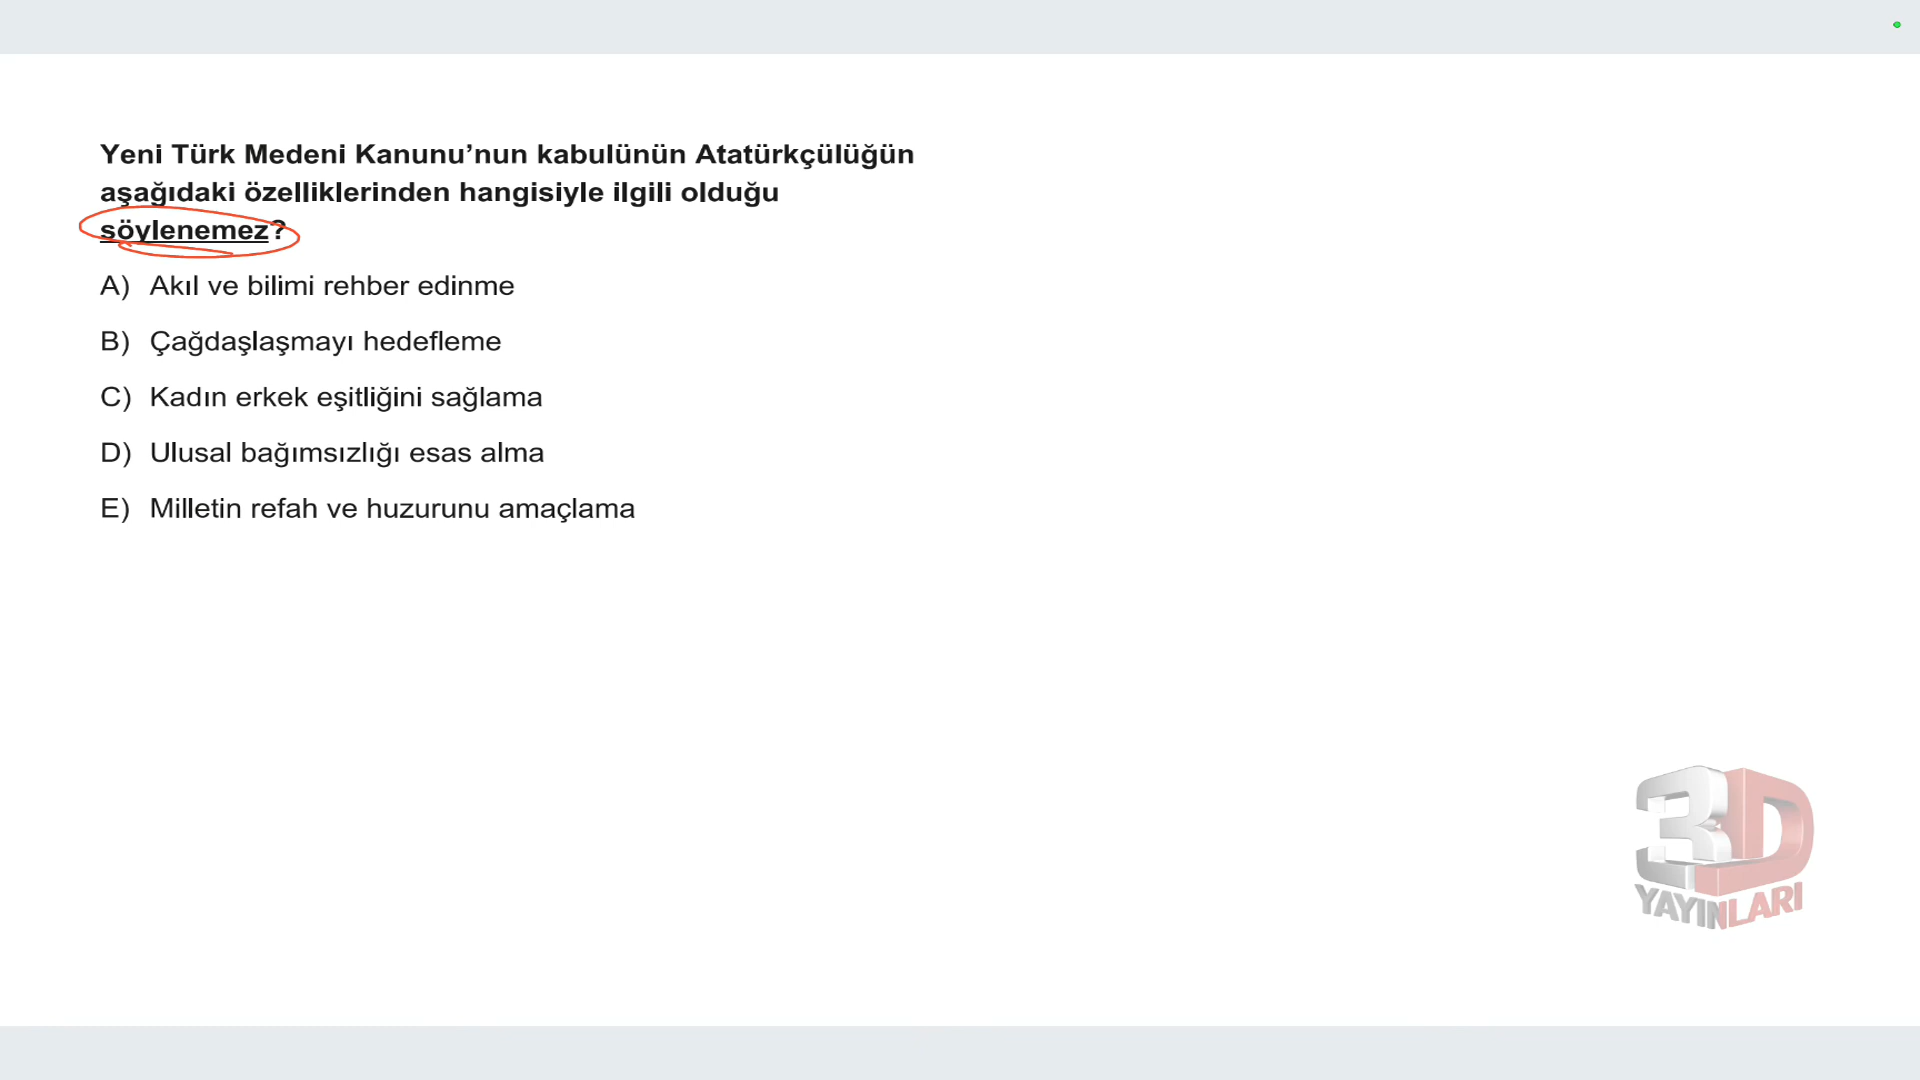 Yeni Türk Medeni Kanunu’nun kabulünün Atatürkçülüğün
aşağıdaki özelliklerinden hangisiyle ilgili olduğu
söylenemez?
A) Akıl ve bilimi rehber edinme
B) Çağdaşlaşmayı hedefleme
C) Kadın erkek eşitliğini sağlama
D) Ulusal bağımsızlığı esas alma
E) Milletin refah ve huzurunu amaçlama
3D
YAYINLARI